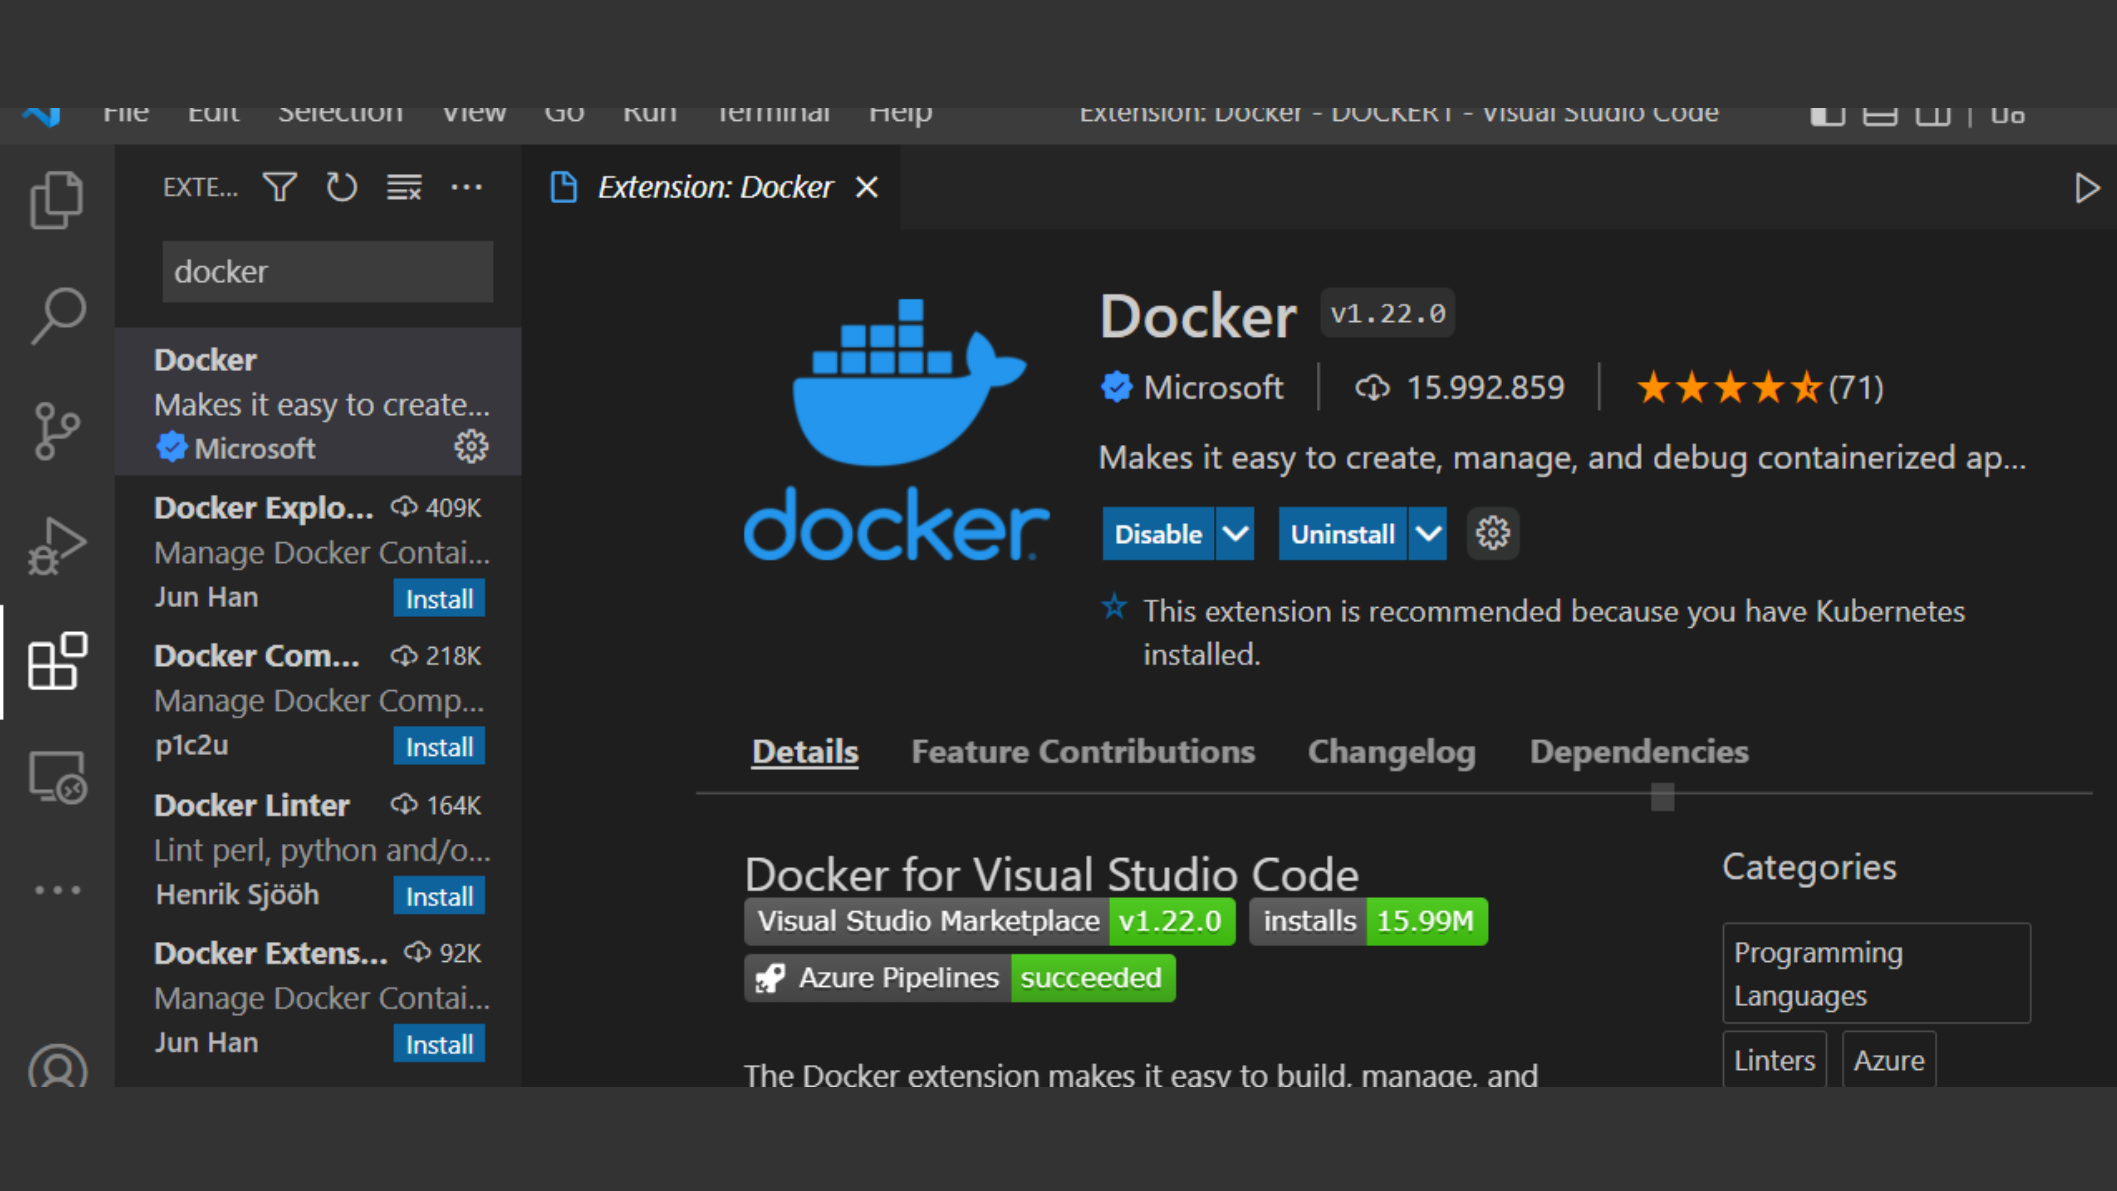 File Edit Selection View Go Run Terminal Help Extension: Docker - DOCKER1 - Visual Studio Code
EXTE...
docker
Docker
Makes it easy to create...
Microsoft
Docker Explo... 409K
Manage Docker Contai...
Jun Han Install
Docker Com... 218K
Manage Docker Comp...
p1c2u Install
Docker Linter 164K
Lint perl, python and/o...
Henrik Sjööh Install
Docker Extens... 92K
Manage Docker Contai...
Jun Han Install
Extension: Docker
docker
Docker v1.22.0
Microsoft 15.992.859 (71)
Makes it easy to create, manage, and debug containerized ap...
Disable Uninstall
This extension is recommended because you have Kubernetes
installed.
Details Feature Contributions Changelog Dependencies
Docker for Visual Studio Code
Visual Studio Marketplace v1.22.0 installs 15.99M
Azure Pipelines succeeded
The Docker extension makes it easy to build, manage, and
Categories
Programming
Languages
Linters Azure